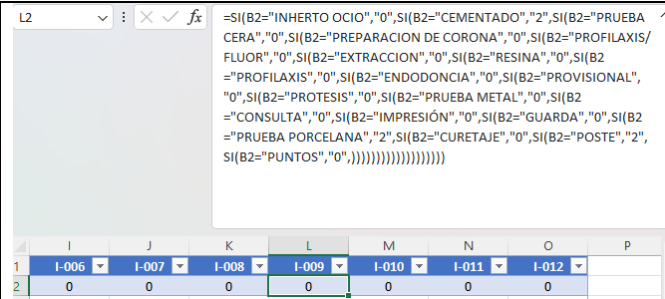 L2 fx =SI(B2="INHERTO OCIO","0",SI(B2="CEMENTADO","2",SI(B2="PRUEBA
CERA","0",SI(B2="PREPARACION DE CORONA","0",SI(B2="PROFILAXIS/
FLUOR","0",SI(B2="EXTRACCION","0",SI(B2="RESINA","0",SI(B2
="PROFILAXIS","0",SI(B2="ENDODONCIA","0",SI(B2="PROVISIONAL",
"0",SI(B2="PROTESIS","0",SI(B2="PRUEBA METAL","0",SI(B2
="CONSULTA","0",SI(B2="IMPRESIÓN","0",SI(B2="GUARDA","0",SI(B2
="PRUEBA PORCELANA","2",SI(B2="CURETAJE","0",SI(B2="POSTE","2",
SI(B2="PUNTOS","0",)))))))))))))))))))
I J K L M N O P
1 I-006 I-007 I-008 I-009 I-010 I-011 I-012
2 0 0 0 0 0 0 0